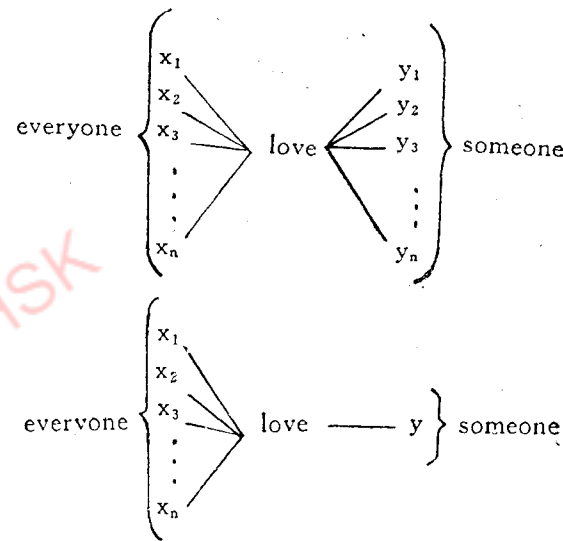 x₁
x₂
everyone x₃ love
xₙ
y₁
y₂
y₃ someone
yₙ
x₁
x₂
everyone x₃ love y someone
xₙ